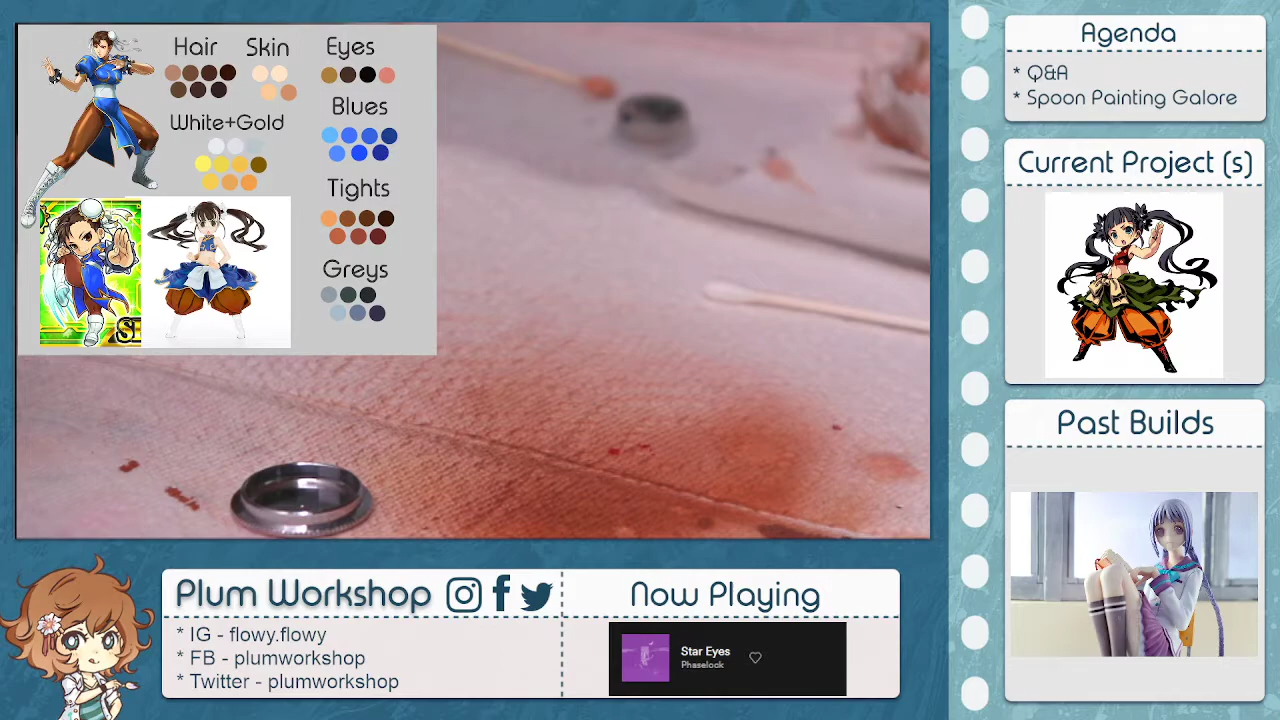 Hair
Skin
Eyes
Blues
White+Gold
Tights
Greys
Agenda
* Q&A
* Spoon Painting Galore
Current Project (s)
Past Builds
Plum Workshop
* IG - flowy.flowy
* FB - plumworkshop
* Twitter - plumworkshop
Now Playing
Star Eyes
Phaselock